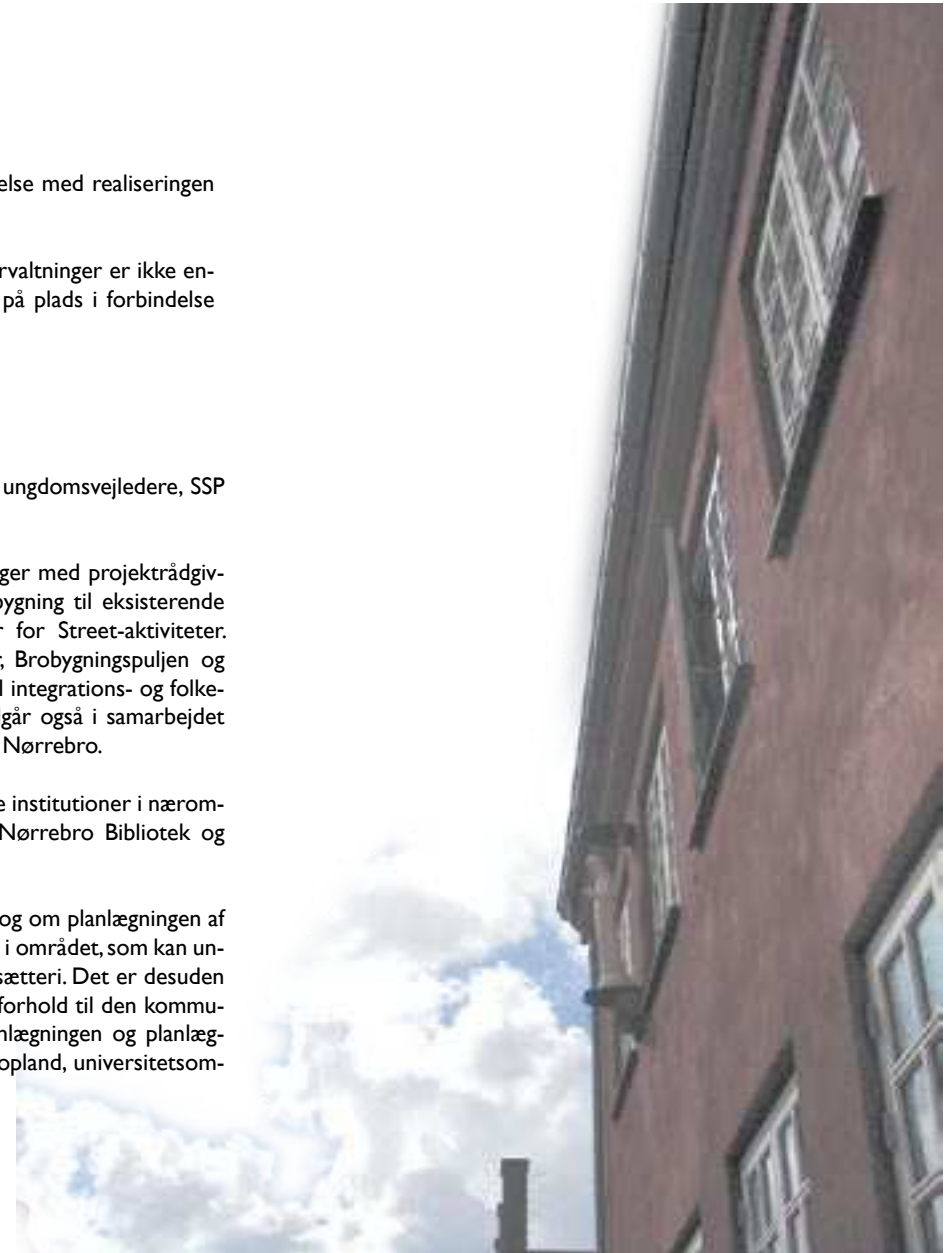 else med realiseringen
rvaltninger er ikke en-
på plads i forbindelse
ungdomsvejledere, SSP
ger med projektrådgiv-
bygning til eksisterende
r for Street-aktiviteter.
, Brobygningspuljen og
l integrations- og folke-
går også i samarbejdet
Nørrebro.
e institutioner i nærom-
Nørrebro Bibliotek og
og om planlægningen af
i området, som kan un-
sætteri. Det er desuden
forhold til den kommu-
nlægningen og planlæg-
opland, universitetsom-